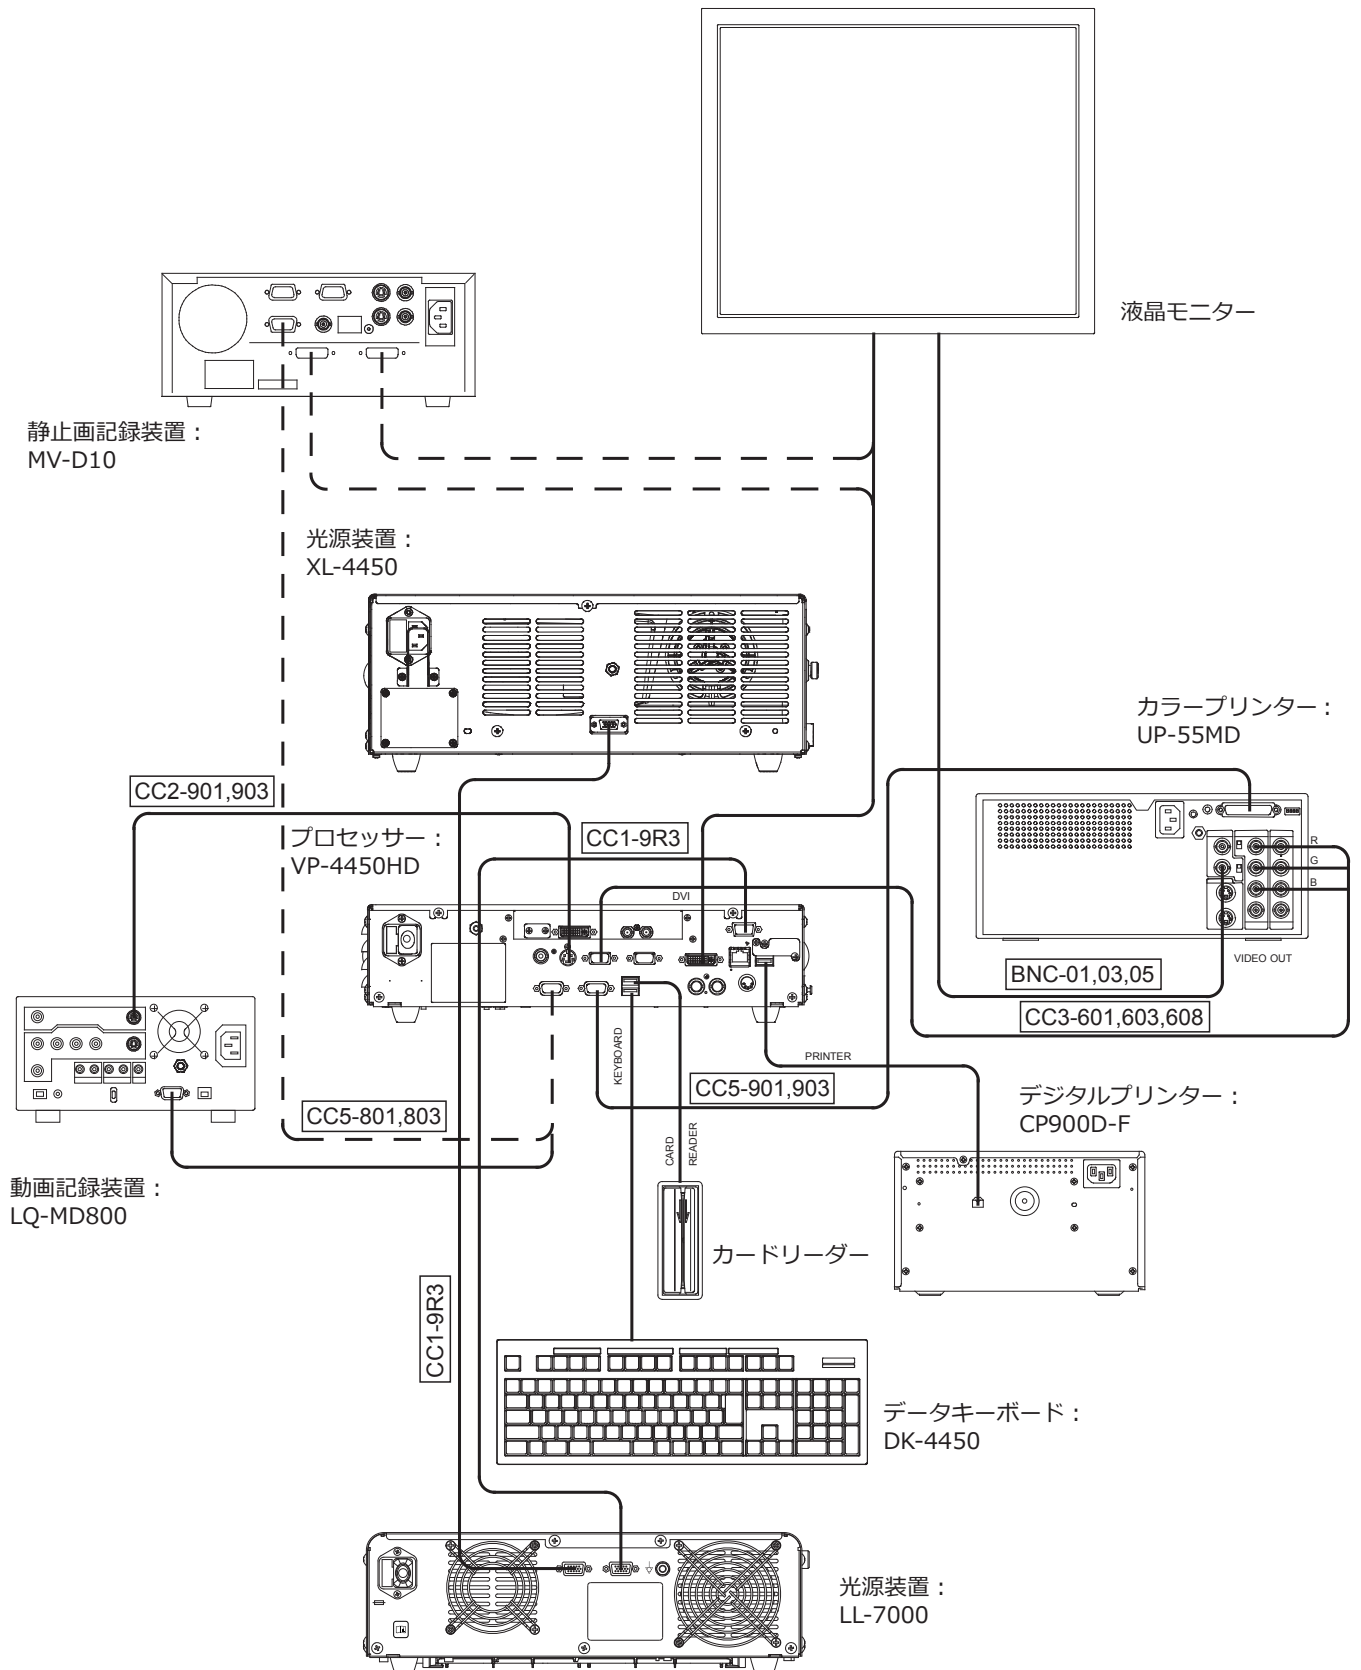 液晶モニター
静止画記録装置：
MV-D10
光源装置：
XL-4450
カラープリンター：
UP-55MD
CC2-901,903
プロセッサー：
VP-4450HD
CC1-9R3
DVI
R
G
B
VIDEO OUT
BNC-01,03,05
CC3-601,603,608
KEYBOARD
PRINTER
CC5-901,903
CC5-801,803
CARD
READER
デジタルプリンター：
CP900D-F
動画記録装置：
LQ-MD800
カードリーダー
CC1-9R3
データキーボード：
DK-4450
光源装置：
LL-7000